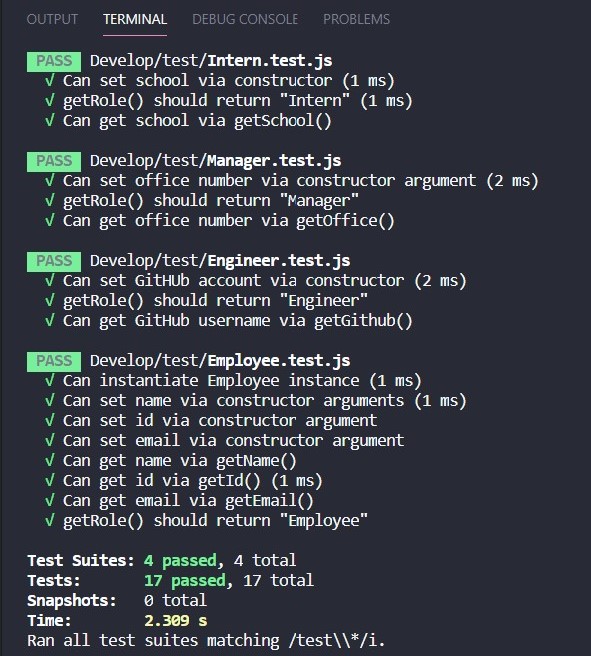 OUTPUT TERMINAL DEBUG CONSOLE PROBLEMS
PASS Develop/test/Intern.test.js
√ Can set school via constructor (1 ms)
√ getRole() should return "Intern" (1 ms)
√ Can get school via getSchool()
PASS Develop/test/Manager.test.js
√ Can set office number via constructor argument (2 ms)
√ getRole() should return "Manager"
√ Can get office number via getOffice()
PASS Develop/test/Engineer.test.js
√ Can set GitHUb account via constructor (2 ms)
√ getRole() should return "Engineer"
√ Can get GitHub username via getGithub()
PASS Develop/test/Employee.test.js
√ Can instantiate Employee instance (1 ms)
√ Can set name via constructor arguments (1 ms)
√ Can set id via constructor argument
√ Can set email via constructor argument
√ Can get name via getName()
√ Can get id via getId() (1 ms)
√ Can get email via getEmail()
√ getRole() should return "Employee"
Test Suites: 4 passed, 4 total
Tests: 17 passed, 17 total
Snapshots: 0 total
Time: 2.309 s
Ran all test suites matching /test\\*/i.